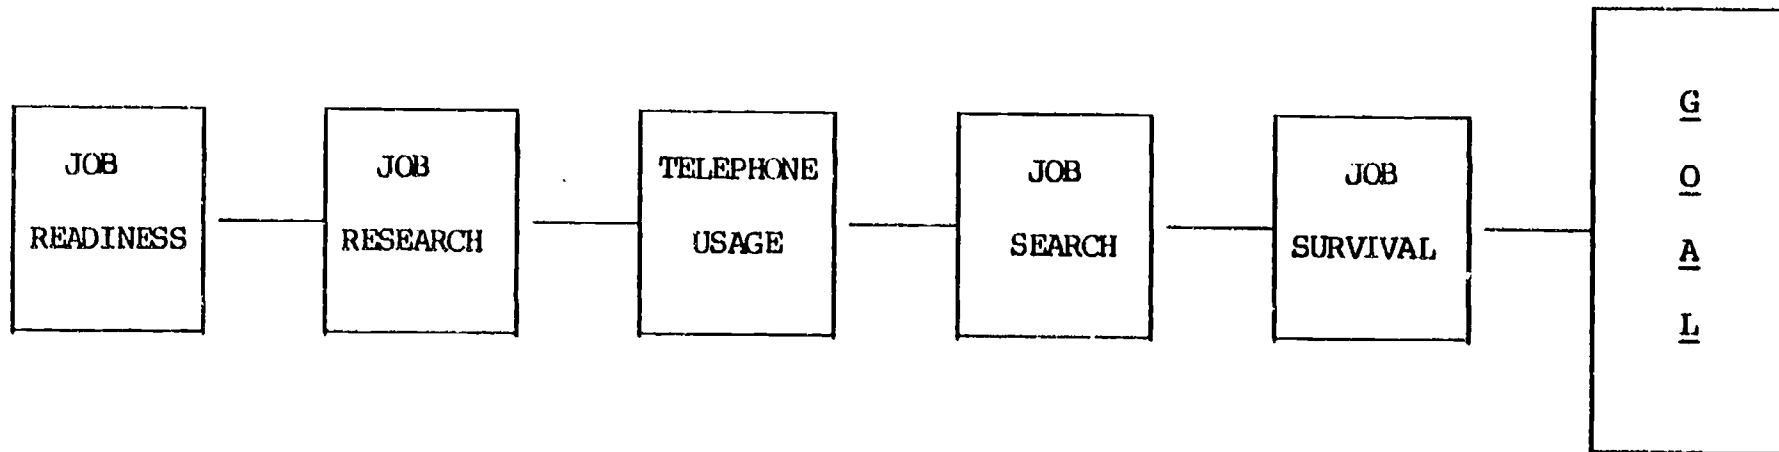 JOB
READINESS
JOB
RESEARCH
TELEPHONE
USAGE
JOB
SEARCH
JOB
SURVIVAL
G
O
A
L